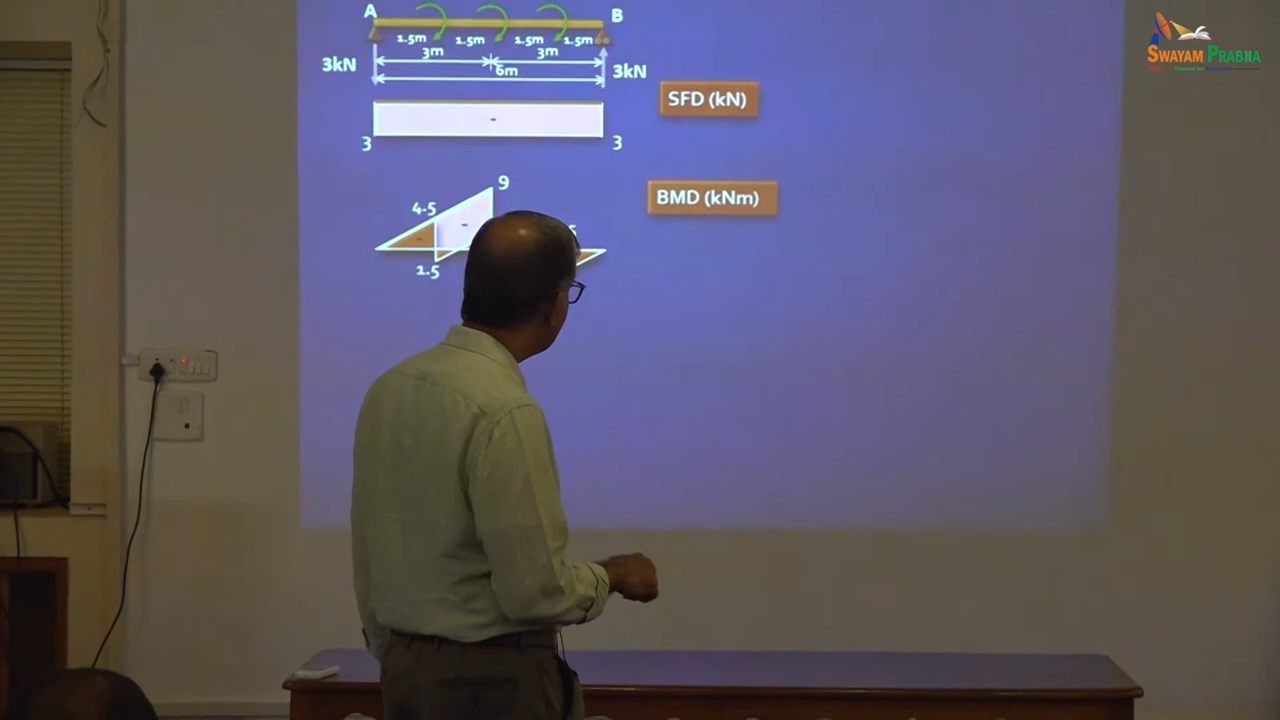 A
B
1.5m 1.5m 1.5m 1.5m
3m 3m
6m
3kN
3kN
SFD (kN)
-
3
3
BMD (kNm)
9
4.5
-
-
1.5
SWAYAM PRABHA